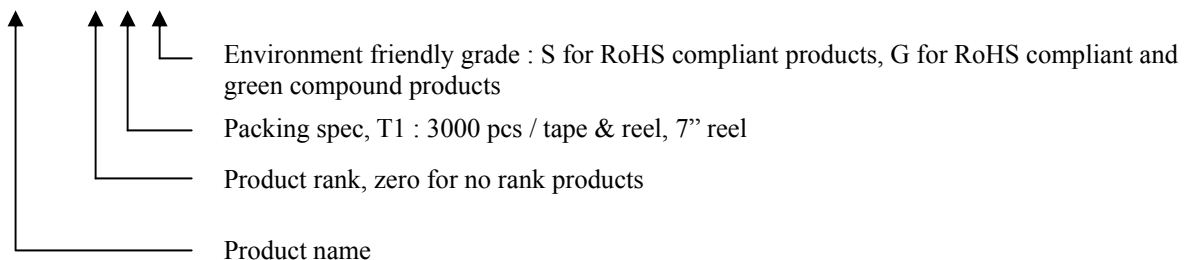 Environment friendly grade : S for RoHS compliant products, G for RoHS compliant and
green compound products
Packing spec, T1 : 3000 pcs / tape & reel, 7” reel
Product rank, zero for no rank products
Product name